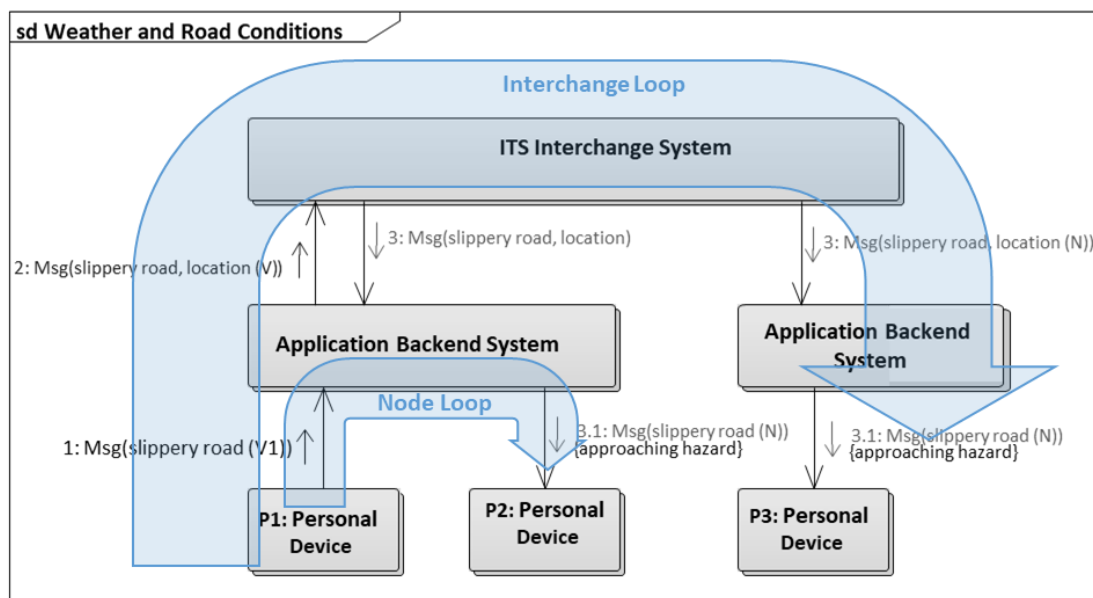 sd Weather and Road Conditions
Interchange Loop
ITS Interchange System
3: Msg(slippery road, location)
3: Msg(slippery road, location (N))
2: Msg(slippery road, location (V))
Application Backend System
Application Backend
System
Node Loop
1: Msg(slippery road (V1))
3.1: Msg(slippery road (N))
{approaching hazard}
3.1: Msg(slippery road (N))
{approaching hazard}
P1: Personal
Device
P2: Personal
Device
P3: Personal
Device